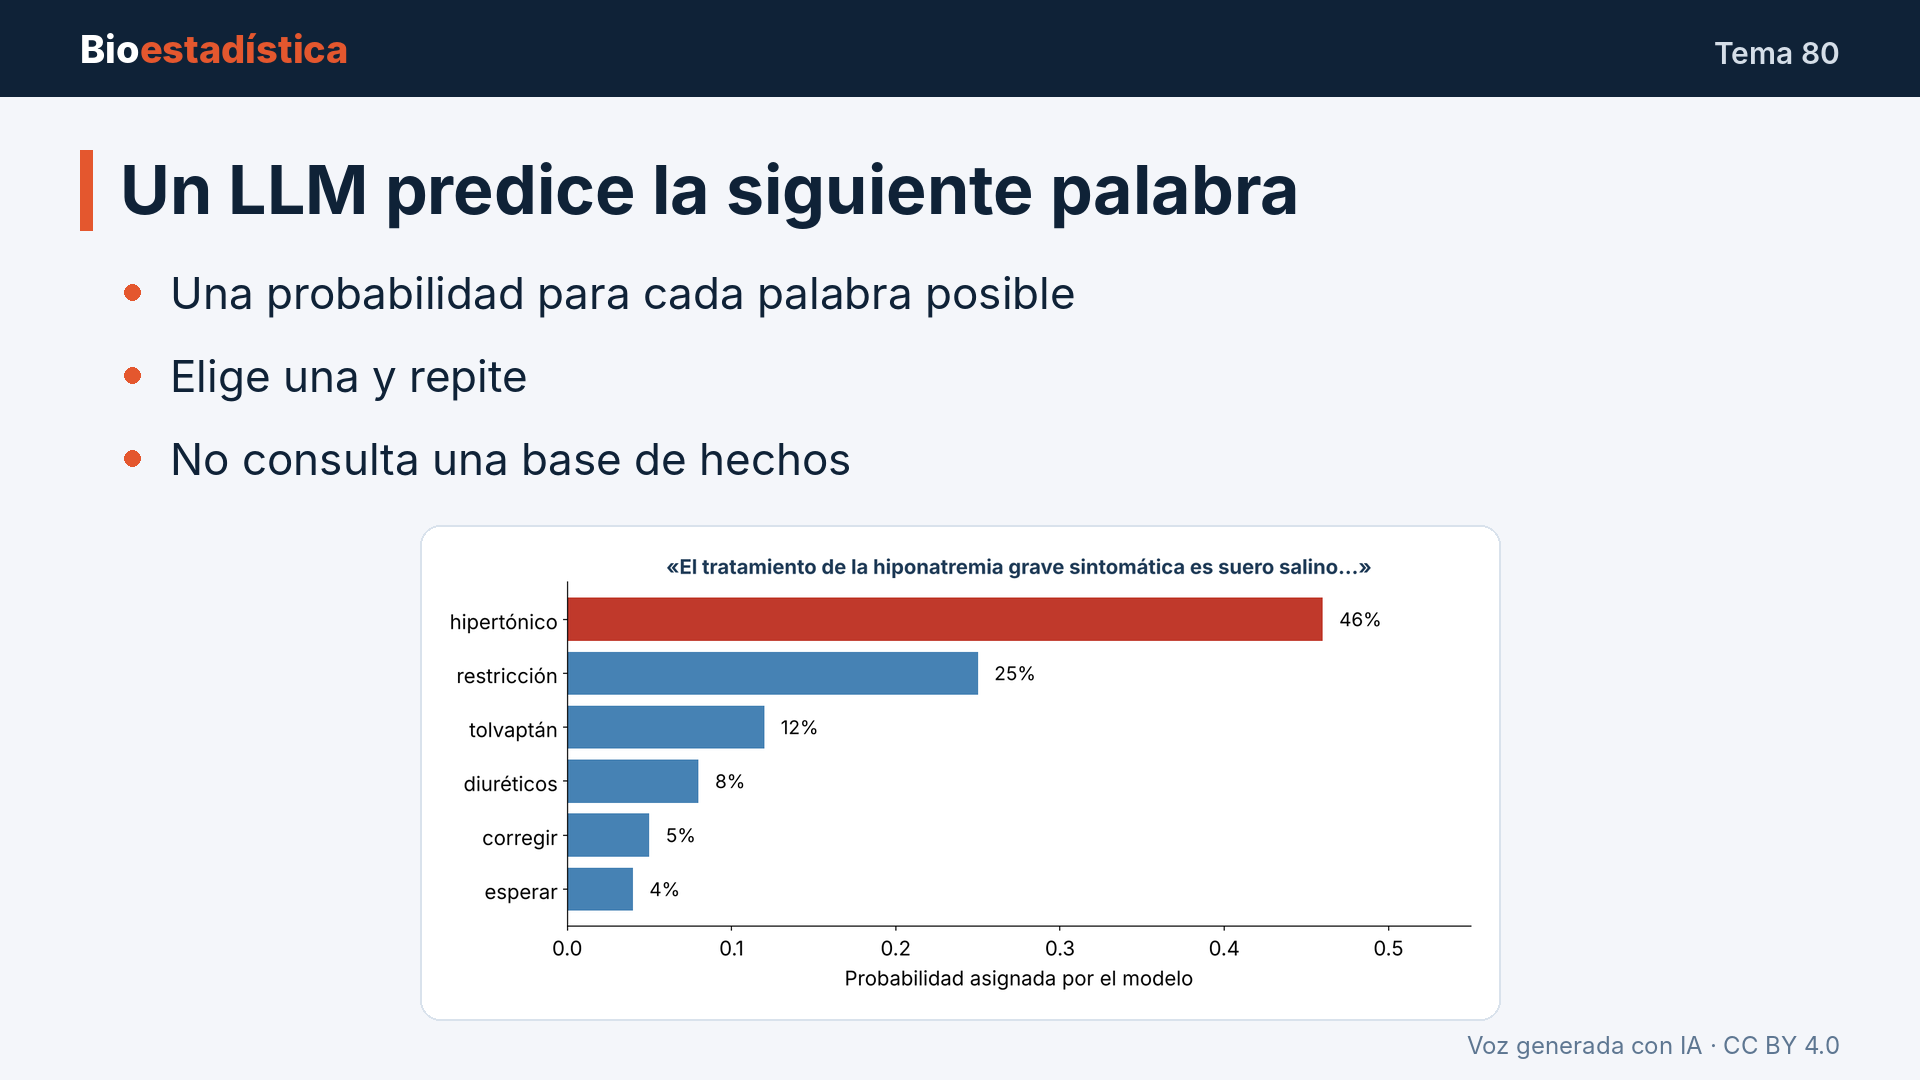 Bioestadística
Tema 80
Un LLM predice la siguiente palabra
Una probabilidad para cada palabra posible
Elige una y repite
No consulta una base de hechos
«El tratamiento de la hiponatremia grave sintomática es suero salino…»
hipertónico 46%
restricción 25%
tolvaptán 12%
diuréticos 8%
corregir 5%
esperar 4%
0.0 0.1 0.2 0.3 0.4 0.5
Probabilidad asignada por el modelo
Voz generada con IA · CC BY 4.0